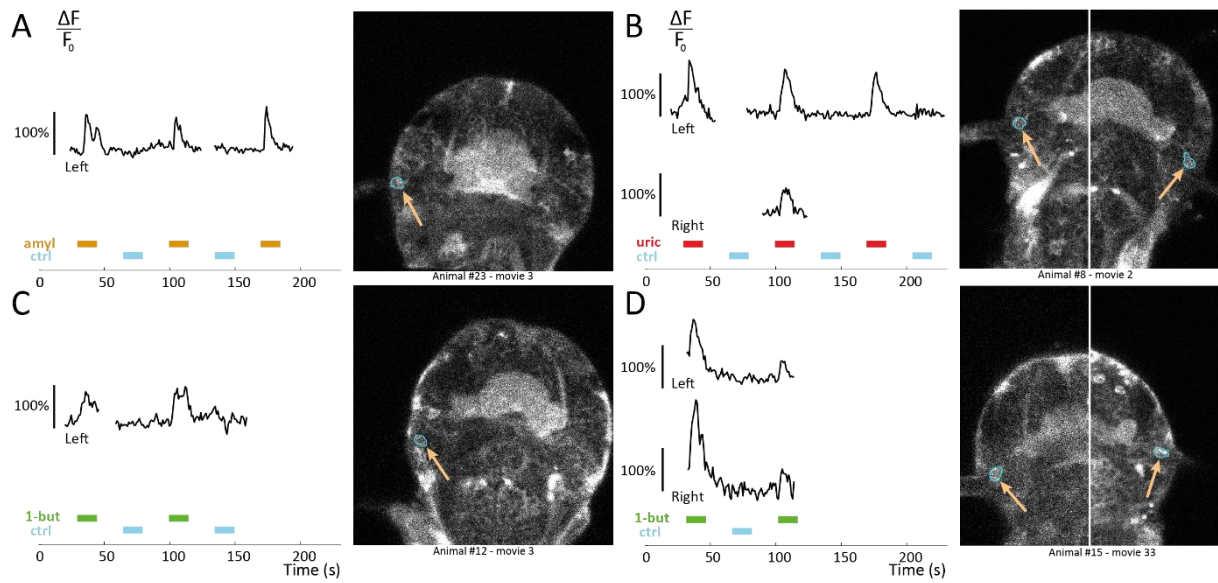 A
ΔF
F0
100%
Left
amyl
ctrl
0 50 100 150 200
Animal #23 - movie 3
B
ΔF
F0
100%
Left
100%
Right
uric
ctrl
0 50 100 150 200
Animal #8 - movie 2
C
100%
Left
1-but
ctrl
0 50 100 150 200
Time (s)
Animal #12 - movie 3
D
100%
Left
100%
Right
1-but
ctrl
0 50 100 150 200
Time (s)
Animal #15 - movie 33